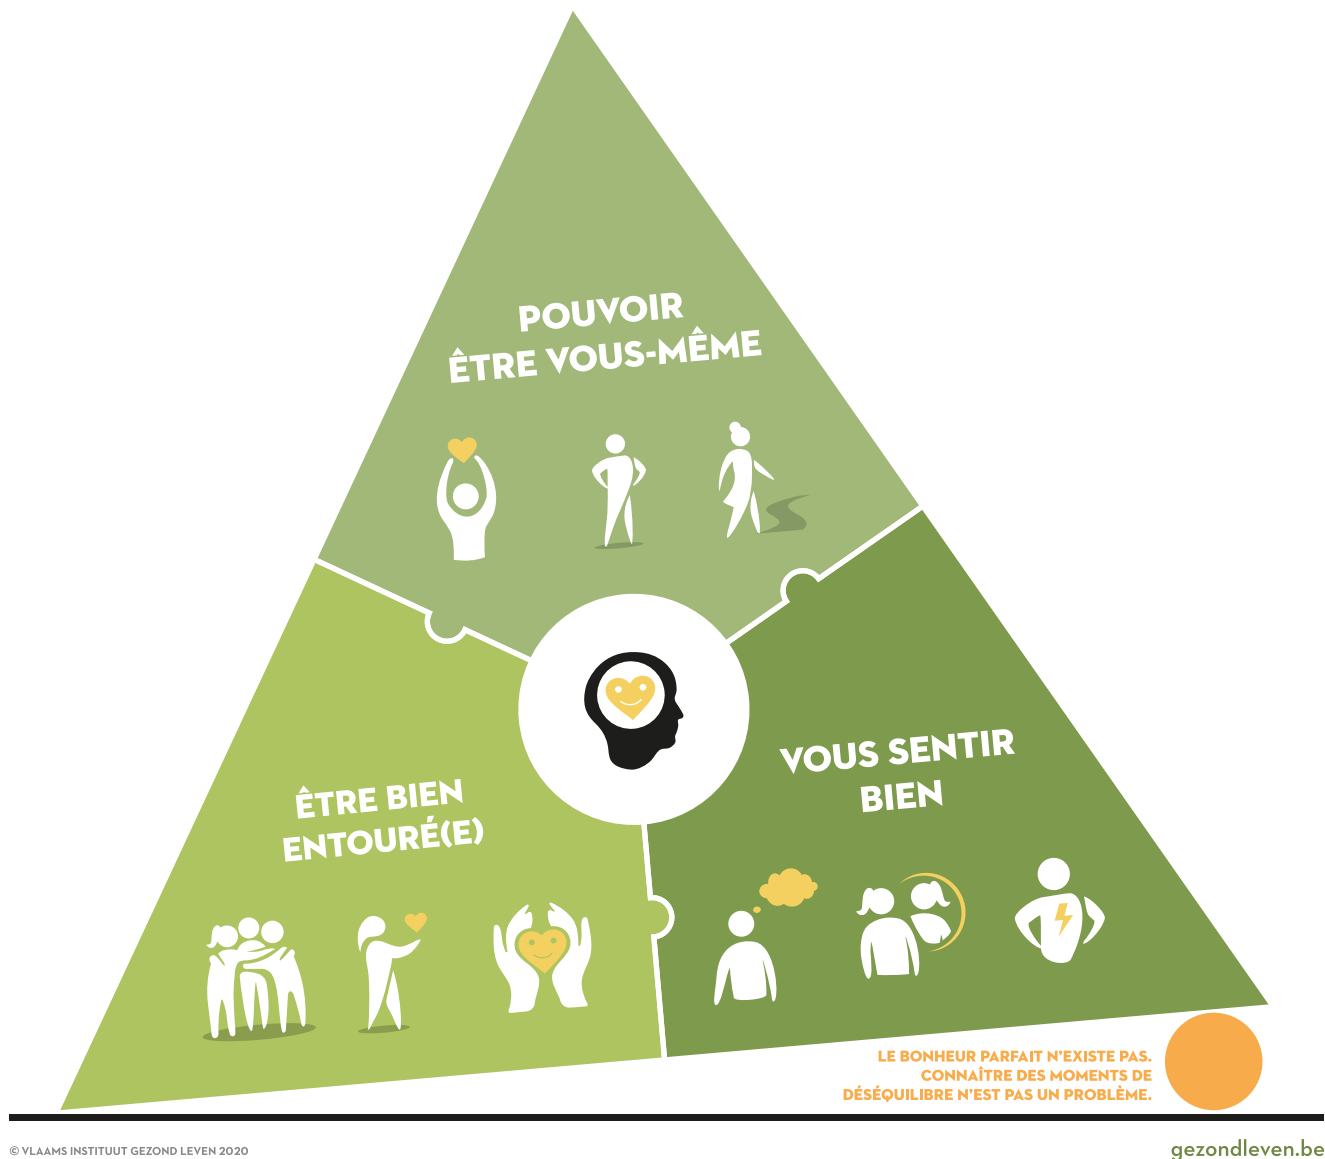 POUVOIR
ÊTRE VOUS-MÊME
VOUS SENTIR
BIEN
ÊTRE BIEN
ENTOURÉ(E)
LE BONHEUR PARFAIT N'EXISTE PAS.
CONNAÎTRE DES MOMENTS DE
DÉSÉQUILIBRE N'EST PAS UN PROBLÈME.
© VLAAMS INSTITUUT GEZOND LEVEN 2020
gezondleven.be